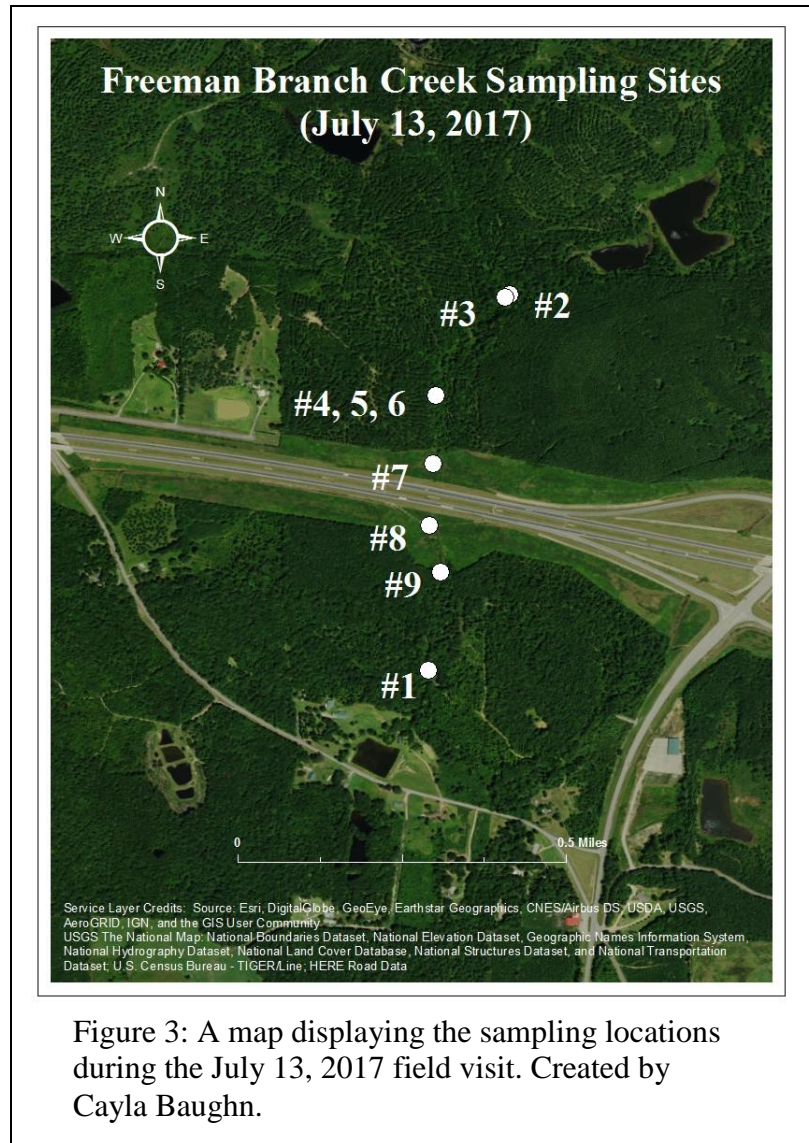 Freeman Branch Creek Sampling Sites
(July 13, 2017)
N
W E
S
#3 #2
#4, 5, 6
#7
#8
#9
#1
0 0.5 Miles
Service Layer Credits: Source: Esri, DigitalGlobe, GeoEye, Earthstar Geographics, CNES/Airbus DS, USDA, USGS,
AeroGRID, IGN, and the GIS User Community
USGS The National Map: National Boundaries Dataset, National Elevation Dataset, Geographic Names Information System,
National Hydrography Dataset, National Land Cover Database, National Structures Dataset, and National Transportation
Dataset; U.S. Census Bureau - TIGER/Line; HERE Road Data
Figure 3: A map displaying the sampling locations
during the July 13, 2017 field visit. Created by
Cayla Baughn.